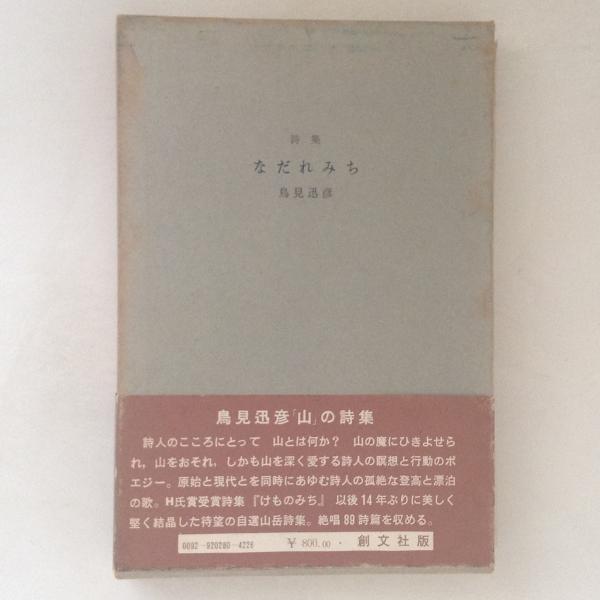 詩集
なだれみち
鳥見迅彦
鳥見迅彦「山」の詩集
詩人のこころにとって　山とは何か？　山の魔にひきよせら
れ，山をおそれ，しかも山を深く愛する詩人の瞑想と行動のポ
エジー。原始と現代とを同時にあゆむ詩人の孤絶な登高と漂泊
の歌。H氏賞受賞詩集『けものみち』以後14年ぶりに美しく
堅く結晶した待望の自選山岳詩集。絶唱89詩篇を収める。
0092-920280-4226　¥ 800.00・創文社版